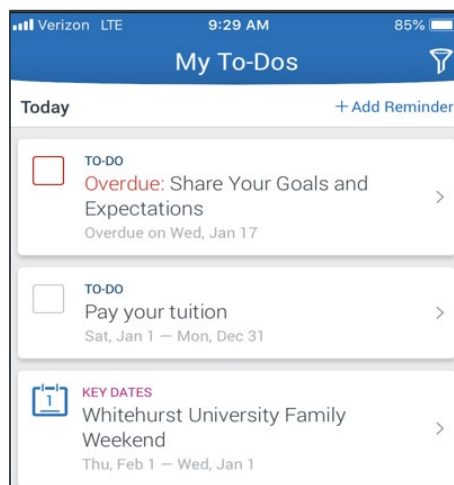 Verizon LTE 9:29 AM 85%
My To-Dos
Today + Add Reminder
TO-DO
Overdue: Share Your Goals and
Expectations
Overdue on Wed, Jan 17
TO-DO
Pay your tuition
Sat, Jan 1 — Mon, Dec 31
1
KEY DATES
Whitehurst University Family
Weekend
Thu, Feb 1 — Wed, Jan 1